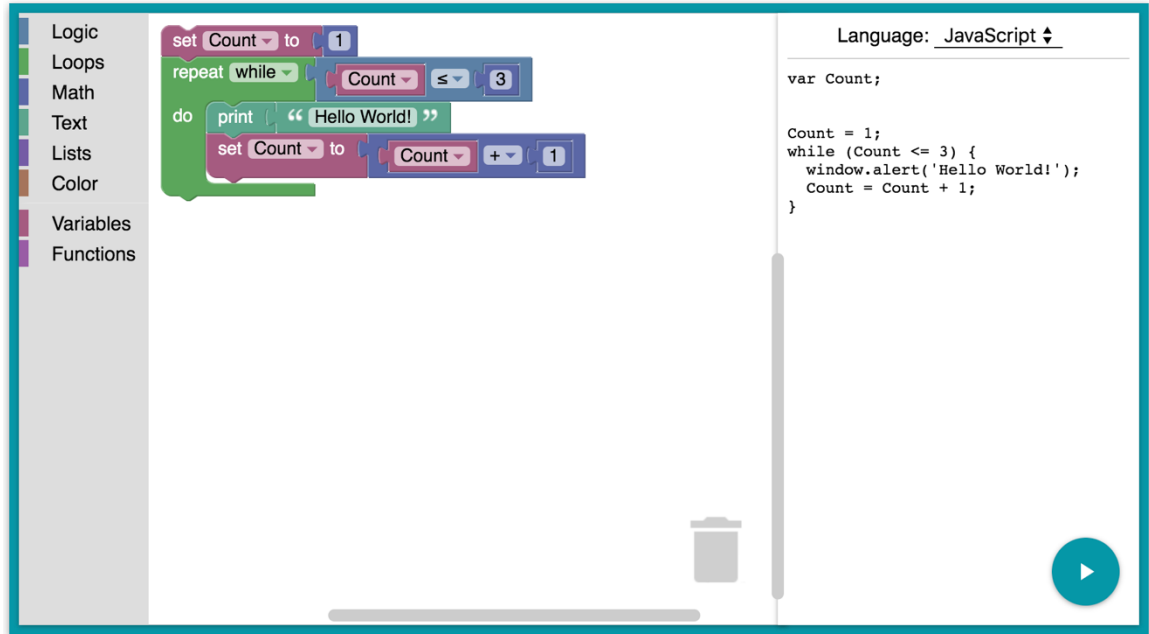 Logic
Loops
Math
Text
Lists
Color
Variables
Functions
set Count to 1
repeat while Count ≤ 3
do print “ Hello World! ”
set Count to Count + 1
Language: JavaScript
var Count;
Count = 1;
while (Count <= 3) {
  window.alert('Hello World!');
  Count = Count + 1;
}